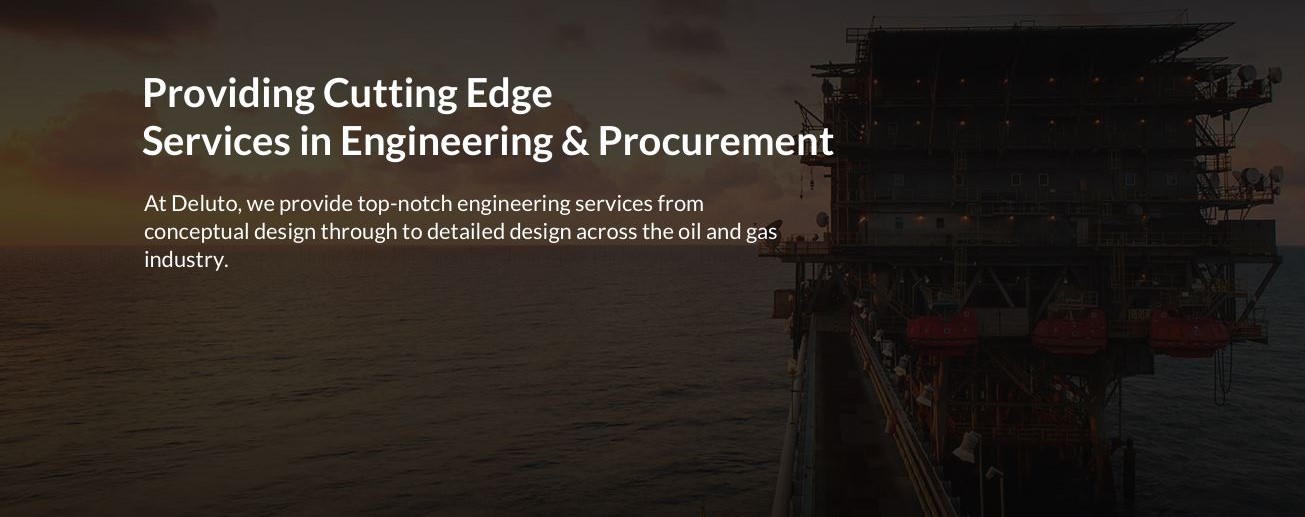 Providing Cutting Edge
Services in Engineering & Procurement
At Deluto, we provide top-notch engineering services from
conceptual design through to detailed design across the oil and gas
industry.